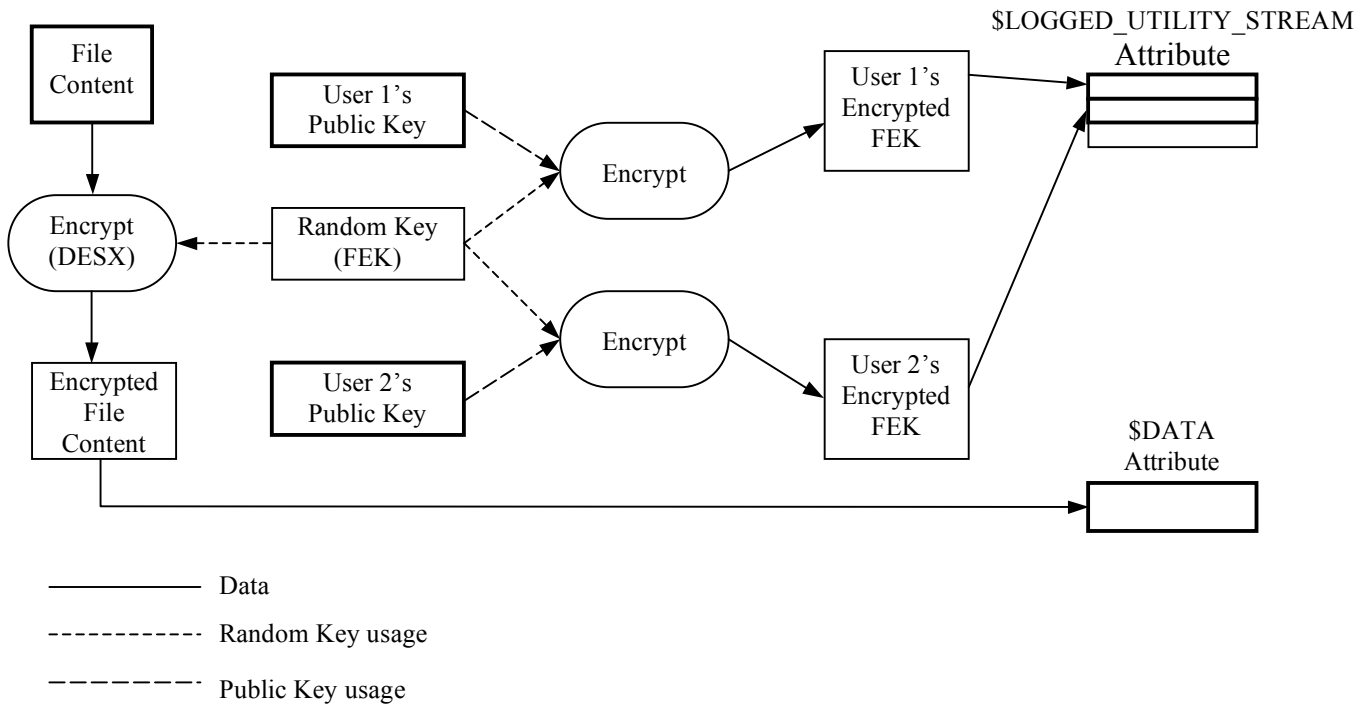 $LOGGED_UTILITY_STREAM
Attribute
File
Content
User 1's
Public Key
User 1's
Encrypted
FEK
Encrypt
Encrypt
(DESX)
Random Key
(FEK)
Encrypt
Encrypted
File
Content
User 2's
Public Key
User 2's
Encrypted
FEK
$DATA
Attribute
Data
Random Key usage
Public Key usage